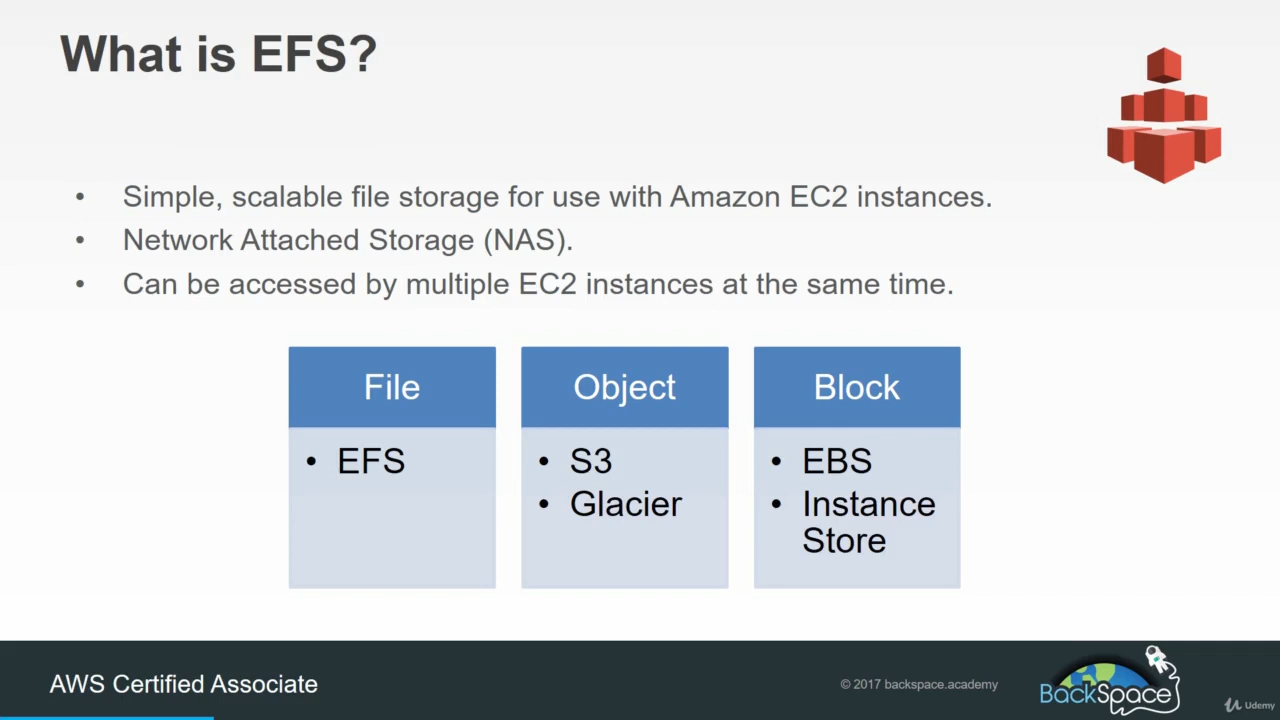 What is EFS?
• Simple, scalable file storage for use with Amazon EC2 instances.
• Network Attached Storage (NAS).
• Can be accessed by multiple EC2 instances at the same time.
File
• EFS
Object
• S3
• Glacier
Block
• EBS
• Instance
Store
AWS Certified Associate
© 2017 backspace.academy
BackSpace
Udemy